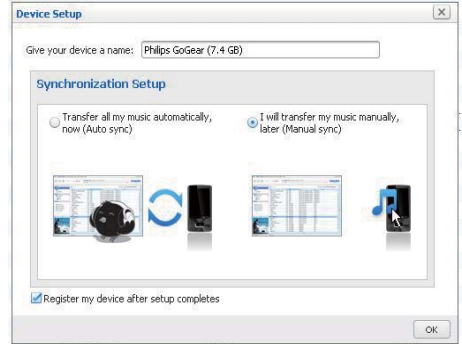 Device Setup
Give your device a name: Philips GoGear (7.4 GB)
Synchronization Setup
Transfer all my music automatically,
now (Auto sync)
I will transfer my music manually,
later (Manual sync)
Register my device after setup completes
OK